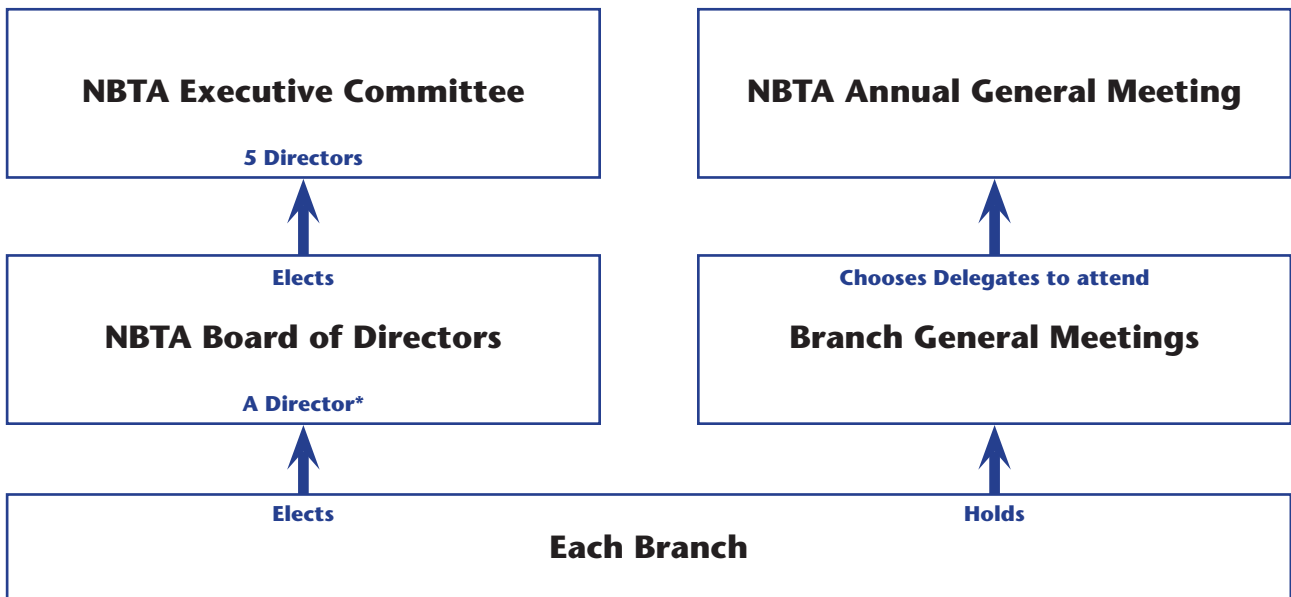 NBTA Executive Committee
5 Directors
NBTA Annual General Meeting
Elects
NBTA Board of Directors
A Director*
Chooses Delegates to attend
Branch General Meetings
Elects
Holds
Each Branch